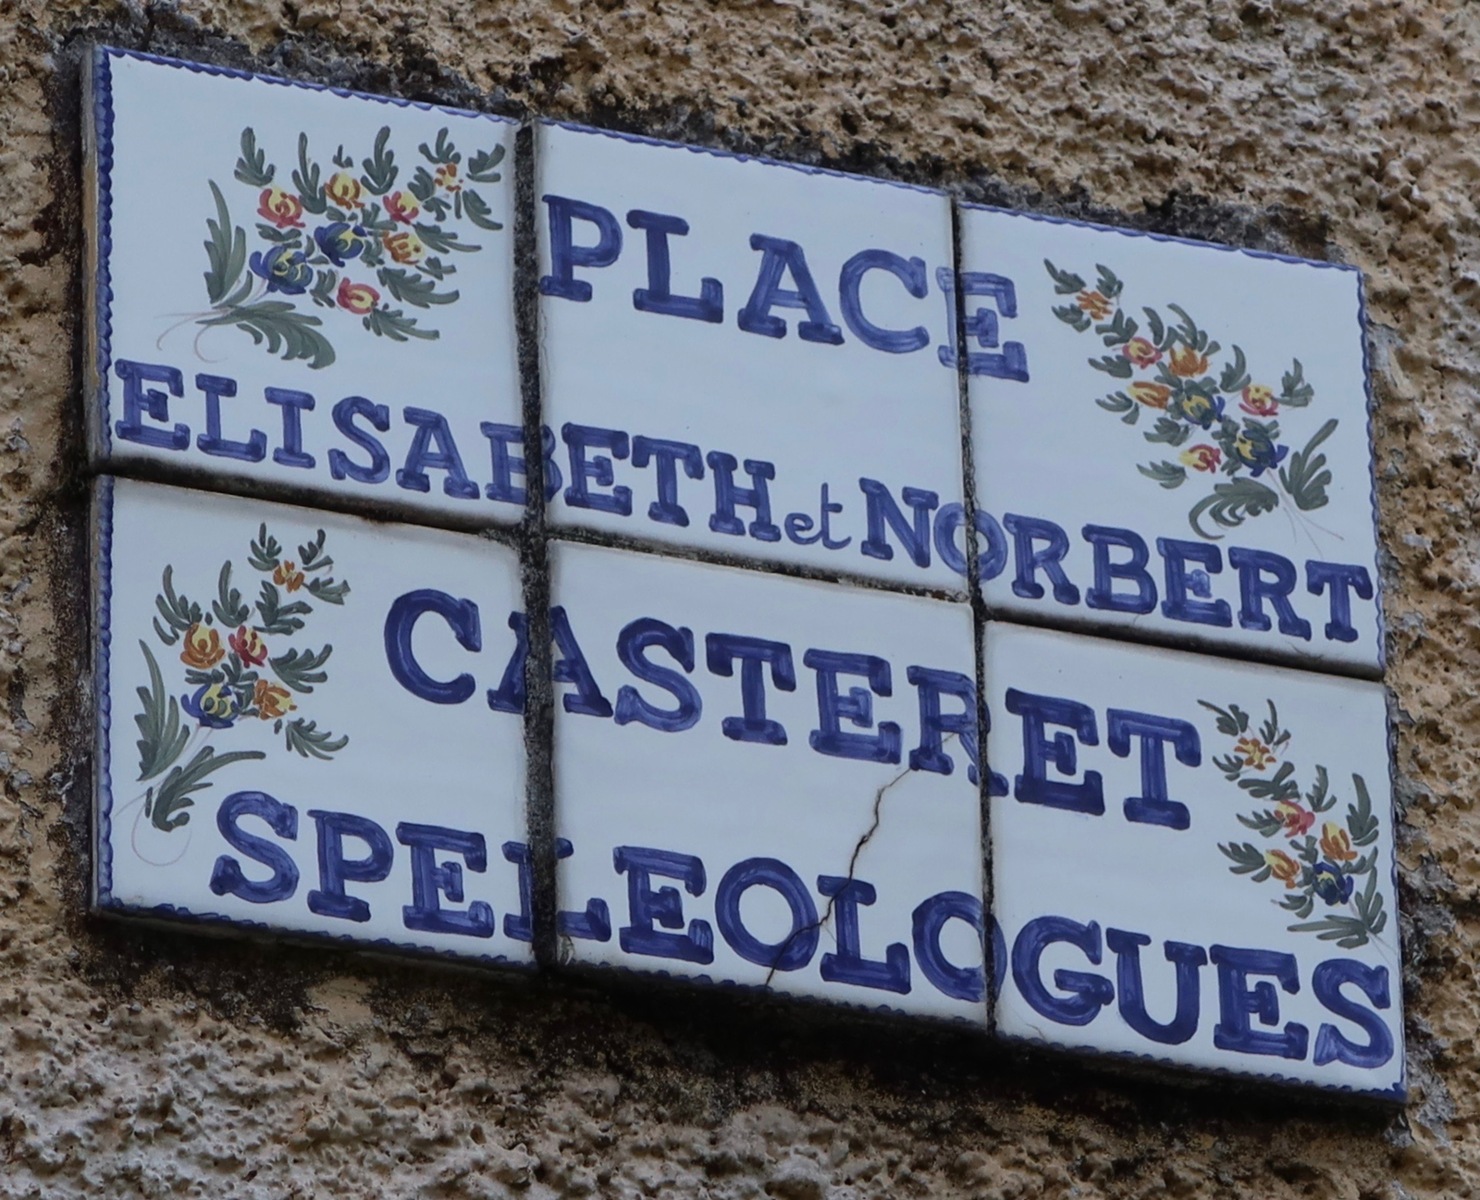 PLACE
ELISABETH et NORBERT
CASTERET
SPELEOLOGUES